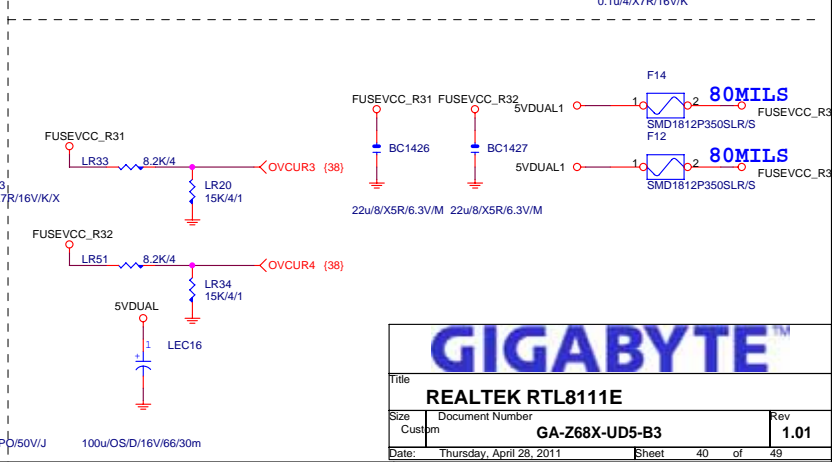 0.1u/4/X7R/16V/K
F14
FUSEVCC_R31 FUSEVCC_R32 5VDUAL1 1 2 80MILS
FUSEVCC_R3
SMD1812P350SLR/S
F12
FUSEVCC_R31
BC1426 BC1427
LR33 8.2K/4 OVCUR3 {38}
5VDUAL1 1 2 80MILS
FUSEVCC_R3
SMD1812P350SLR/S
3
7R/16V/K/X
LR20
15K/4/1
22u/8/X5R/6.3V/M 22u/8/X5R/6.3V/M
FUSEVCC_R32
LR51 8.2K/4 OVCUR4 {38}
LR34
15K/4/1
5VDUAL
1
+
LEC16
PO/50V/J 100u/OS/D/16V/66/30m
GIGABYTE™
Title
REALTEK RTL8111E
Size Document Number Rev
Custom GA-Z68X-UD5-B3 1.01
Date: Thursday, April 28, 2011 Sheet 40 of 49